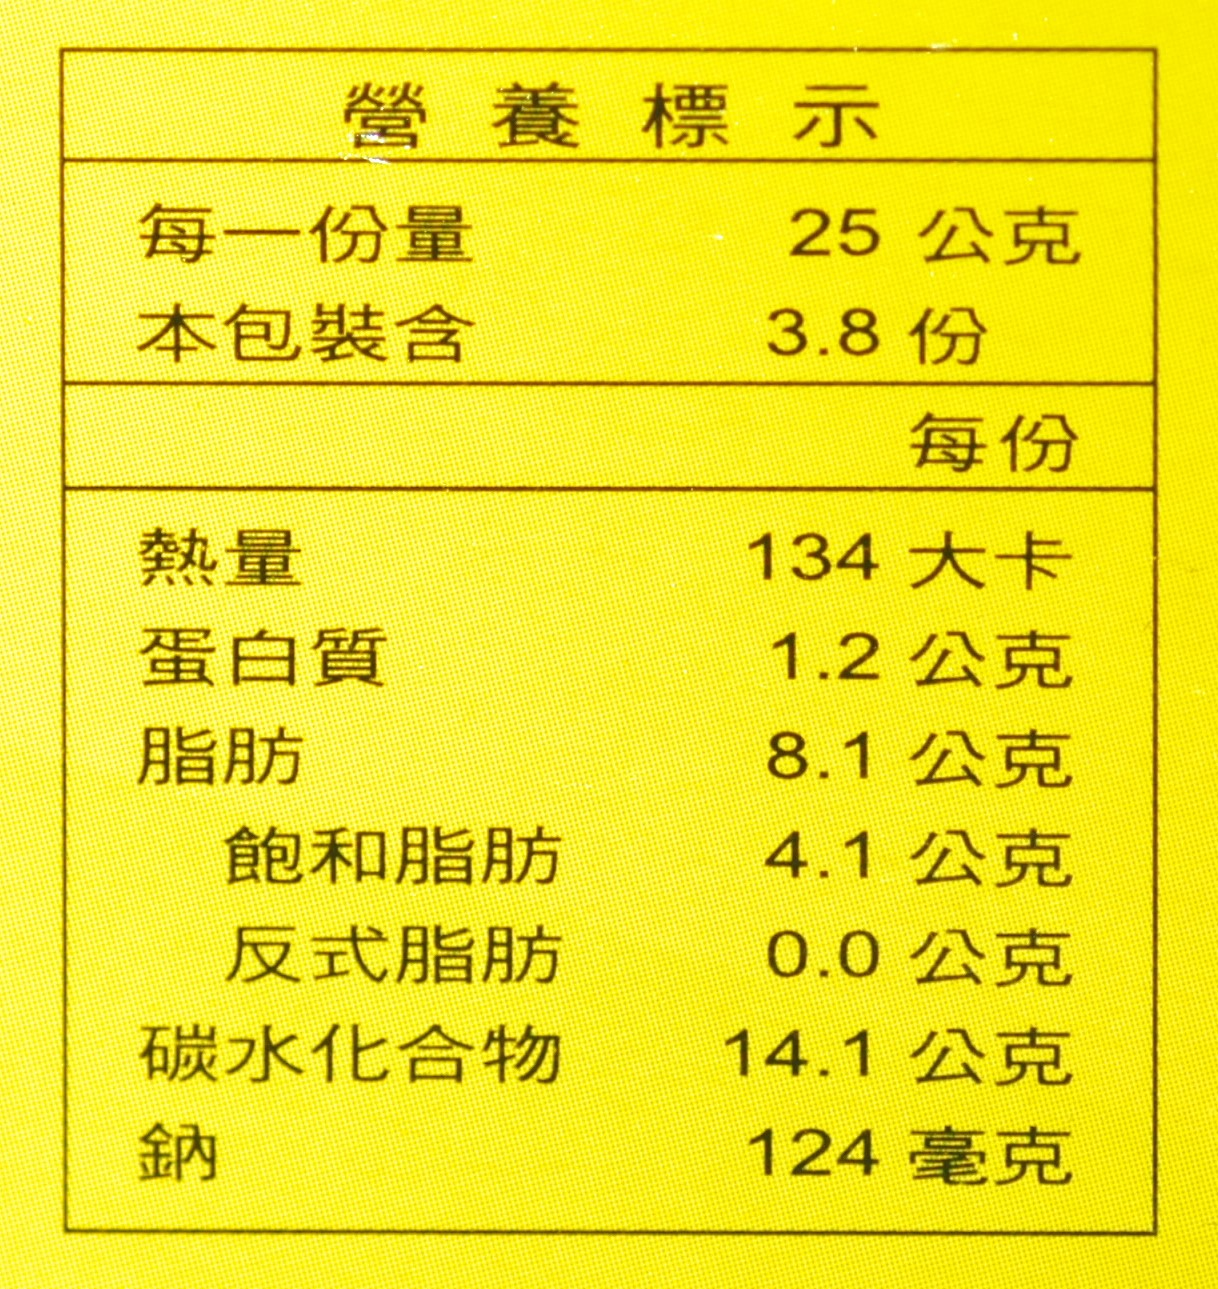 營養標示
每一份量 25 公克
本包裝含 3.8 份
每份
熱量 134 大卡
蛋白質 1.2 公克
脂肪 8.1 公克
飽和脂肪 4.1 公克
反式脂肪 0.0 公克
碳水化合物 14.1 公克
鈉 124 毫克